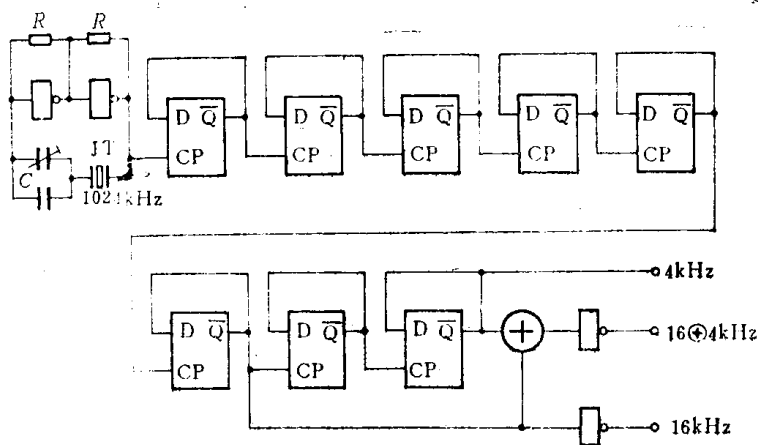 R R
D Q̅ D Q̅ D Q̅ D Q̅ D Q̅
CP CP CP CP CP
JT
C
1024kHz
4kHz
D Q̅ D Q̅ D Q̅
16⊕4kHz
CP CP CP
16kHz